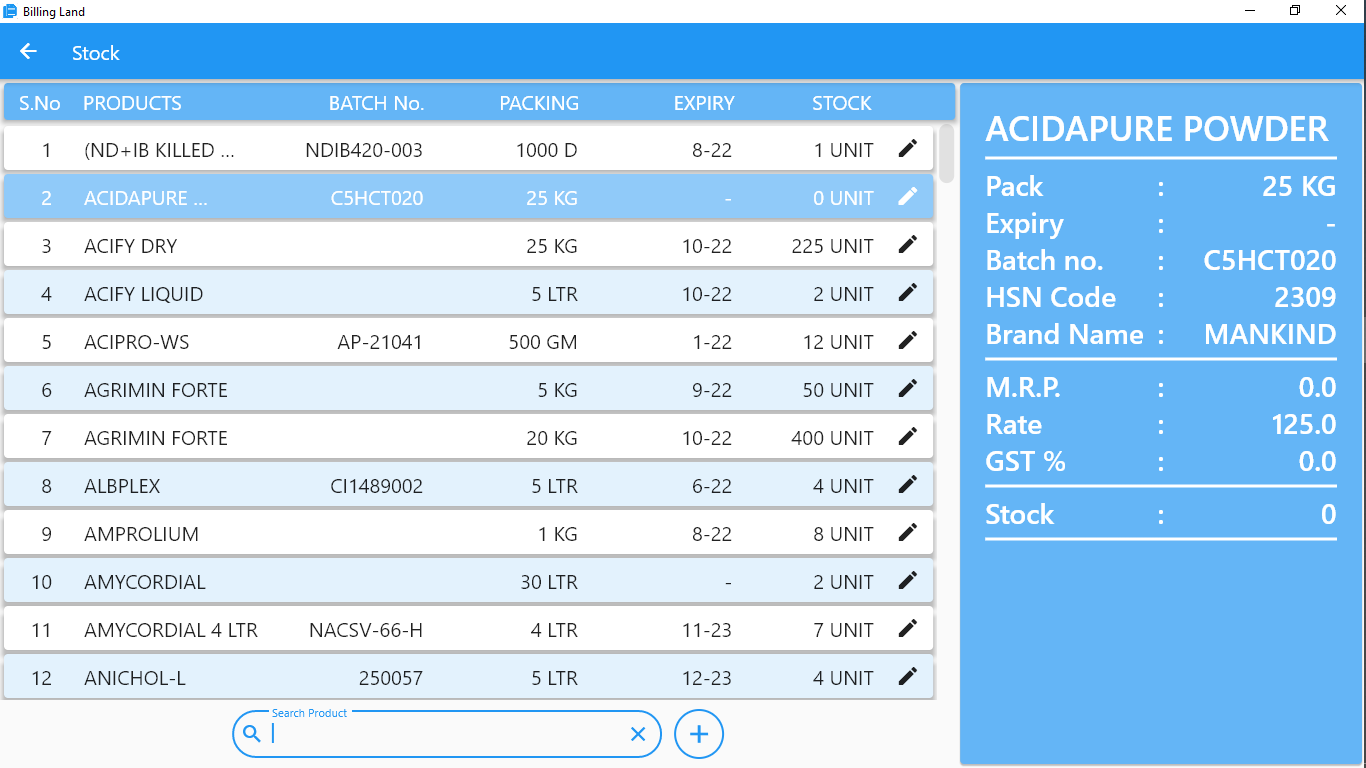 Billing Land
Stock
S.No PRODUCTS BATCH No. PACKING EXPIRY STOCK
1 (ND+IB KILLED ... NDIB420-003 1000 D 8-22 1 UNIT
2 ACIDAPURE ... C5HCT020 25 KG - 0 UNIT
3 ACIFY DRY 25 KG 10-22 225 UNIT
4 ACIFY LIQUID 5 LTR 10-22 2 UNIT
5 ACIPRO-WS AP-21041 500 GM 1-22 12 UNIT
6 AGRIMIN FORTE 5 KG 9-22 50 UNIT
7 AGRIMIN FORTE 20 KG 10-22 400 UNIT
8 ALBPLEX CI1489002 5 LTR 6-22 4 UNIT
9 AMPROLIUM 1 KG 8-22 8 UNIT
10 AMYCORDIAL 30 LTR - 2 UNIT
11 AMYCORDIAL 4 LTR NACSV-66-H 4 LTR 11-23 7 UNIT
12 ANICHOL-L 250057 5 LTR 12-23 4 UNIT
Search Product
ACIDAPURE POWDER
Pack : 25 KG
Expiry : -
Batch no. : C5HCT020
HSN Code : 2309
Brand Name : MANKIND
M.R.P. : 0.0
Rate : 125.0
GST % : 0.0
Stock : 0